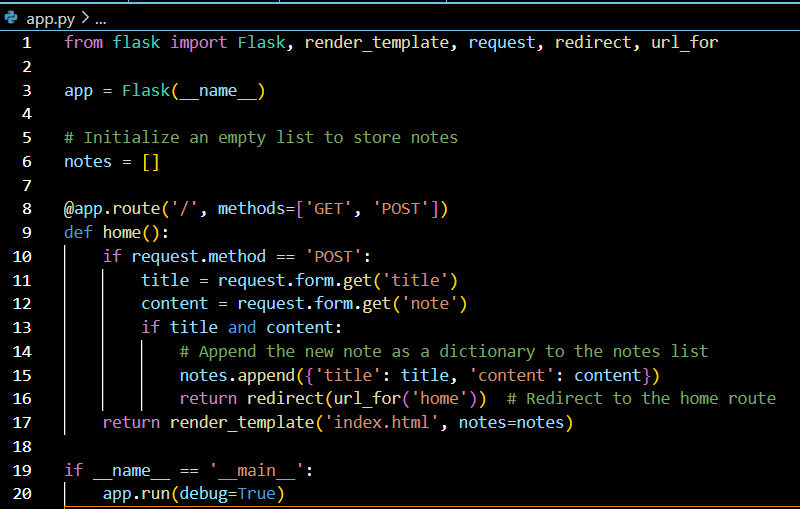 app.py > ...
1 from flask import Flask, render_template, request, redirect, url_for
2
3 app = Flask(__name__)
4
5 # Initialize an empty list to store notes
6 notes = []
7
8 @app.route('/', methods=['GET', 'POST'])
9 def home():
10     if request.method == 'POST':
11         title = request.form.get('title')
12         content = request.form.get('note')
13         if title and content:
14             # Append the new note as a dictionary to the notes list
15             notes.append({'title': title, 'content': content})
16             return redirect(url_for('home'))  # Redirect to the home route
17     return render_template('index.html', notes=notes)
18
19 if __name__ == '__main__':
20     app.run(debug=True)